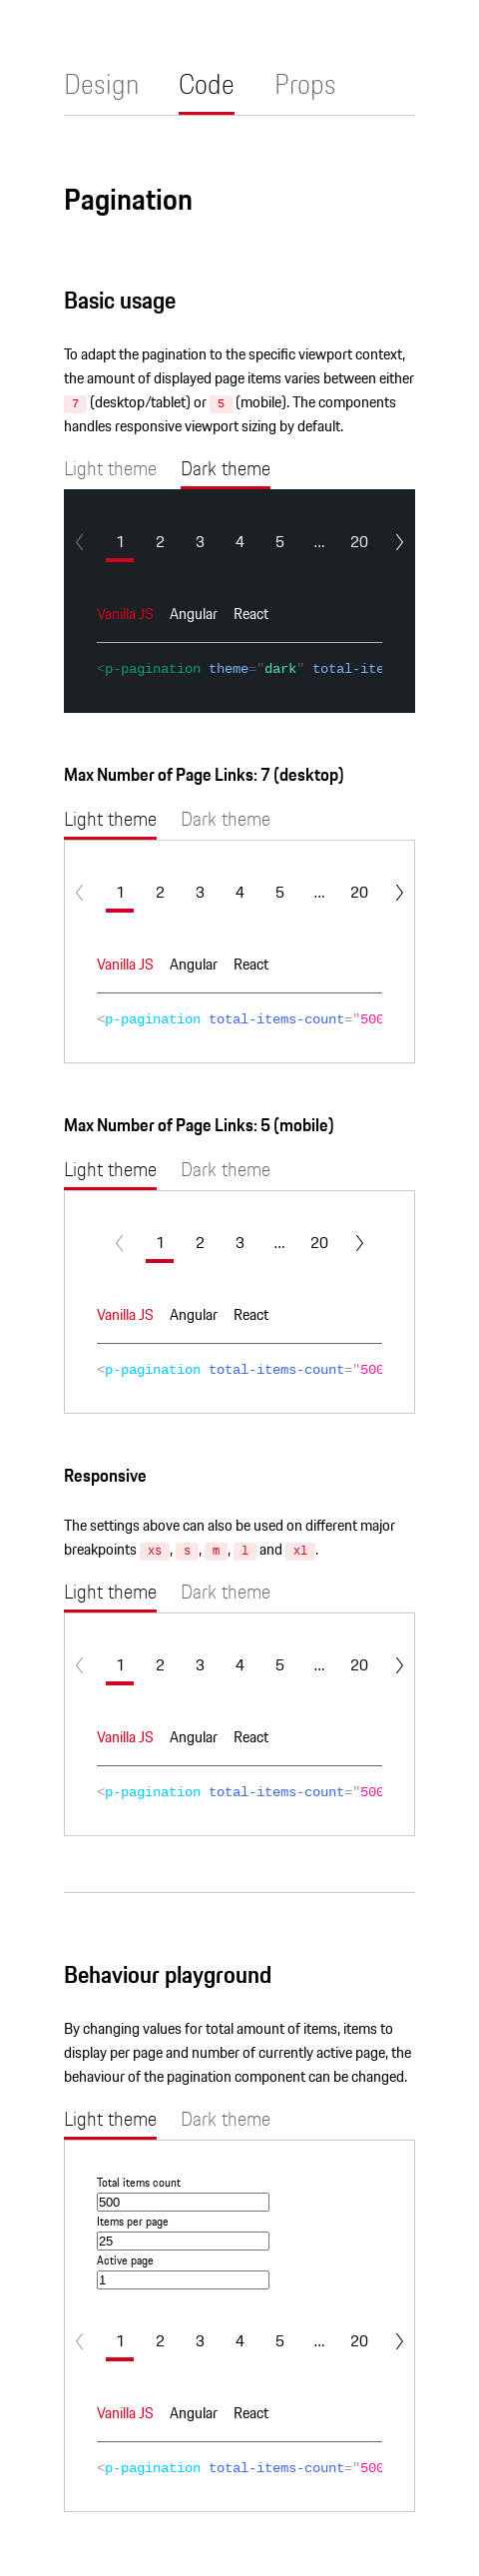 Design Code Props
Pagination
Basic usage
To adapt the pagination to the specific viewport context,
the amount of displayed page items varies between either
7 (desktop/tablet) or 5 (mobile). The components
handles responsive viewport sizing by default.
Light theme Dark theme
1 2 3 4 5 ... 20
Vanilla JS Angular React
<p-pagination theme="dark" total-ite
Max Number of Page Links: 7 (desktop)
Light theme Dark theme
1 2 3 4 5 ... 20
Vanilla JS Angular React
<p-pagination total-items-count="500
Max Number of Page Links: 5 (mobile)
Light theme Dark theme
1 2 3 ... 20
Vanilla JS Angular React
<p-pagination total-items-count="500
Responsive
The settings above can also be used on different major
breakpoints xs, s, m, l and xl.
Light theme Dark theme
1 2 3 4 5 ... 20
Vanilla JS Angular React
<p-pagination total-items-count="500
Behaviour playground
By changing values for total amount of items, items to
display per page and number of currently active page, the
behaviour of the pagination component can be changed.
Light theme Dark theme
Total items count
500
Items per page
25
Active page
1
1 2 3 4 5 ... 20
Vanilla JS Angular React
<p-pagination total-items-count="500